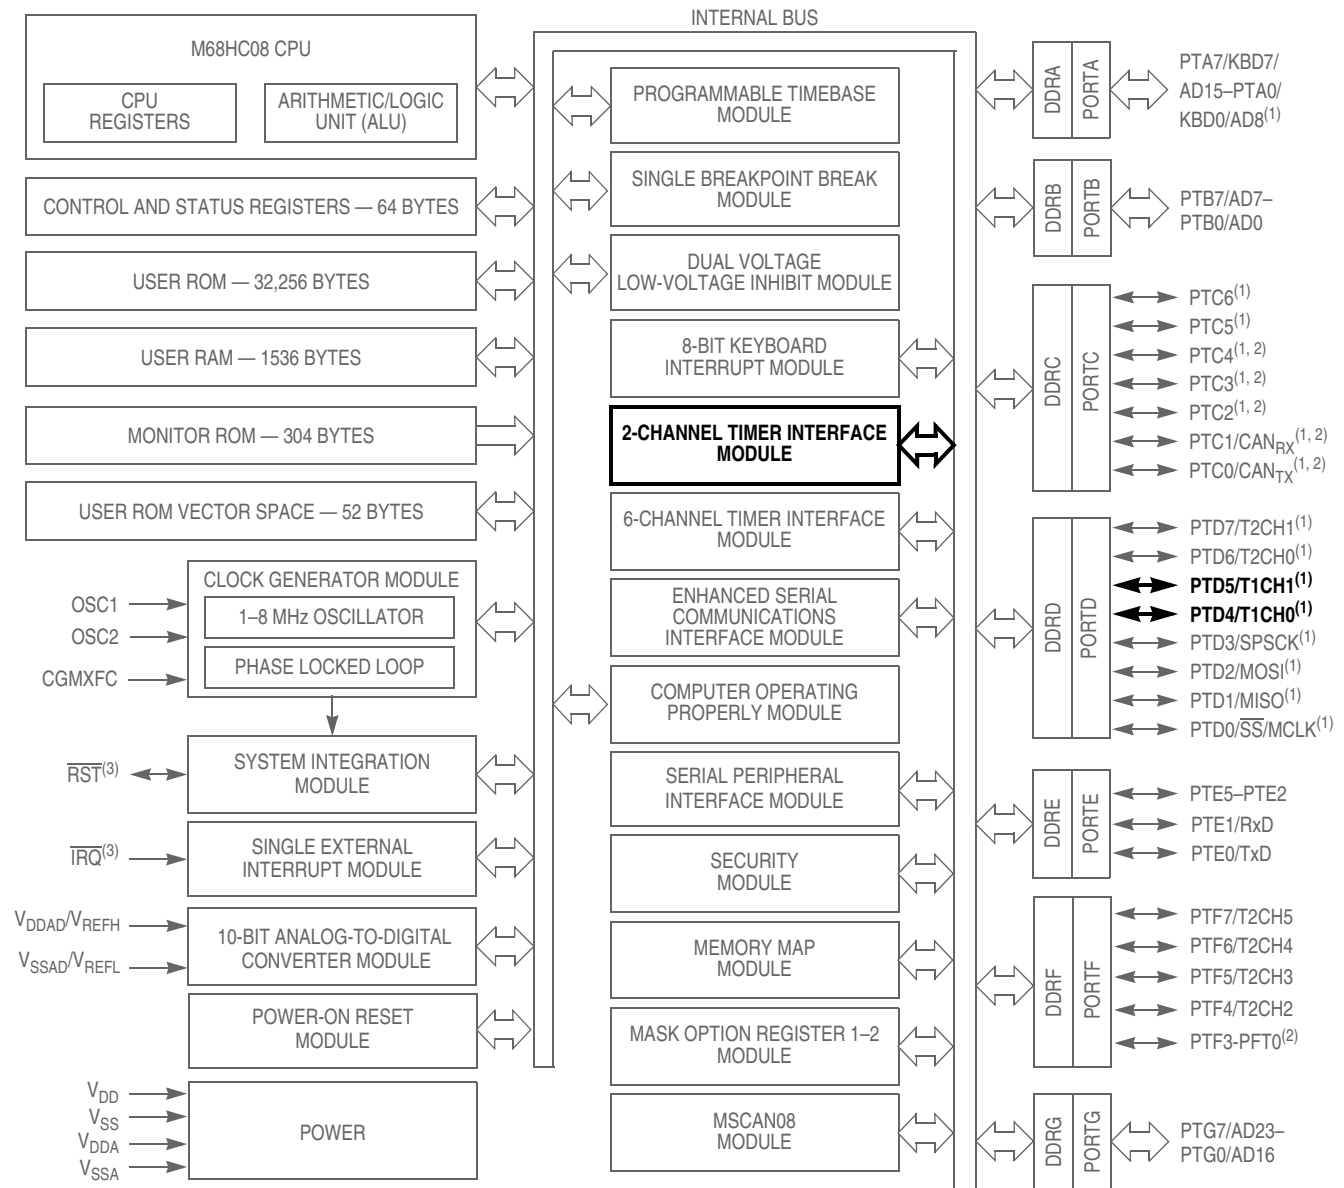 INTERNAL BUS
M68HC08 CPU
CPU
REGISTERS
ARITHMETIC/LOGIC
UNIT (ALU)
CONTROL AND STATUS REGISTERS — 64 BYTES
USER ROM — 32,256 BYTES
USER RAM — 1536 BYTES
MONITOR ROM — 304 BYTES
USER ROM VECTOR SPACE — 52 BYTES
CLOCK GENERATOR MODULE
1–8 MHz OSCILLATOR
PHASE LOCKED LOOP
OSC1
OSC2
CGMXFC
SYSTEM INTEGRATION
MODULE
RST(3)
SINGLE EXTERNAL
INTERRUPT MODULE
IRQ(3)
10-BIT ANALOG-TO-DIGITAL
CONVERTER MODULE
VDDAD/VREFH
VSSAD/VREFL
POWER-ON RESET
MODULE
POWER
VDD
VSS
VDDA
VSSA
PROGRAMMABLE TIMEBASE
MODULE
SINGLE BREAKPOINT BREAK
MODULE
DUAL VOLTAGE
LOW-VOLTAGE INHIBIT MODULE
8-BIT KEYBOARD
INTERRUPT MODULE
2-CHANNEL TIMER INTERFACE
MODULE
6-CHANNEL TIMER INTERFACE
MODULE
ENHANCED SERIAL
COMMUNICATIONS
INTERFACE MODULE
COMPUTER OPERATING
PROPERLY MODULE
SERIAL PERIPHERAL
INTERFACE MODULE
SECURITY
MODULE
MEMORY MAP
MODULE
MASK OPTION REGISTER 1–2
MODULE
MSCAN08
MODULE
DDRA
PORTA
PTA7/KBD7/
AD15–PTA0/
KBD0/AD8(1)
DDRB
PORTB
PTB7/AD7–
PTB0/AD0
DDRC
PORTC
PTC6(1)
PTC5(1)
PTC4(1, 2)
PTC3(1, 2)
PTC2(1, 2)
PTC1/CANRX(1, 2)
PTC0/CANTX(1, 2)
DDRD
PORTD
PTD7/T2CH1(1)
PTD6/T2CH0(1)
PTD5/T1CH1(1)
PTD4/T1CH0(1)
PTD3/SPSCK(1)
PTD2/MOSI(1)
PTD1/MISO(1)
PTD0/SS/MCLK(1)
DDRE
PORTE
PTE5–PTE2
PTE1/RxD
PTE0/TxD
DDRF
PORTF
PTF7/T2CH5
PTF6/T2CH4
PTF5/T2CH3
PTF4/T2CH2
PTF3-PFT0(2)
DDRG
PORTG
PTG7/AD23–
PTG0/AD16